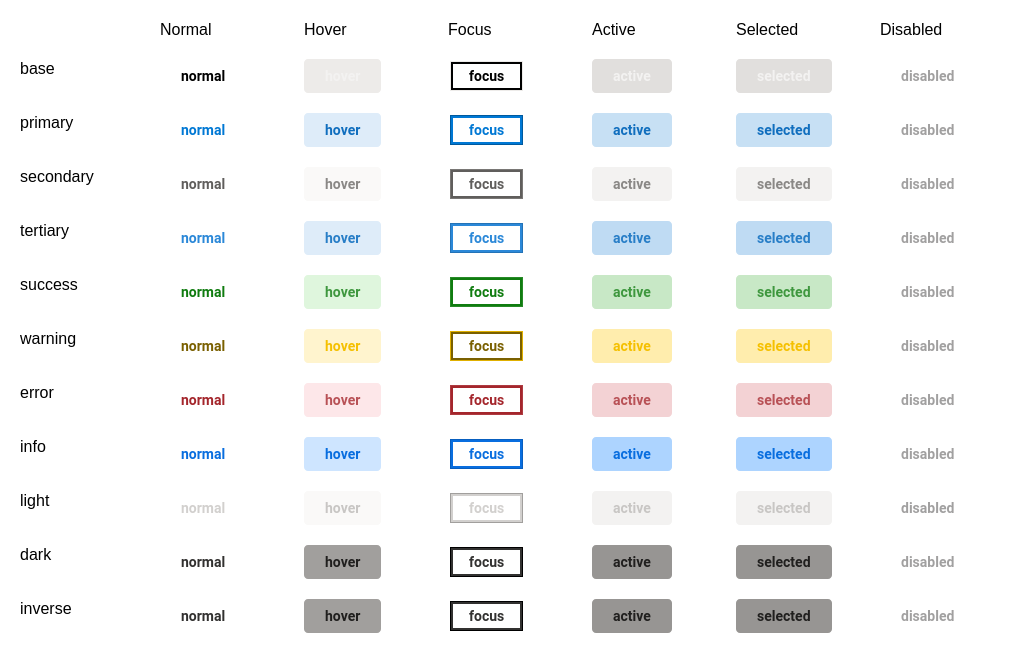 Normal Hover Focus Active Selected Disabled
base normal hover focus active selected disabled
primary normal hover focus active selected disabled
secondary normal hover focus active selected disabled
tertiary normal hover focus active selected disabled
success normal hover focus active selected disabled
warning normal hover focus active selected disabled
error normal hover focus active selected disabled
info normal hover focus active selected disabled
light normal hover focus active selected disabled
dark normal hover focus active selected disabled
inverse normal hover focus active selected disabled